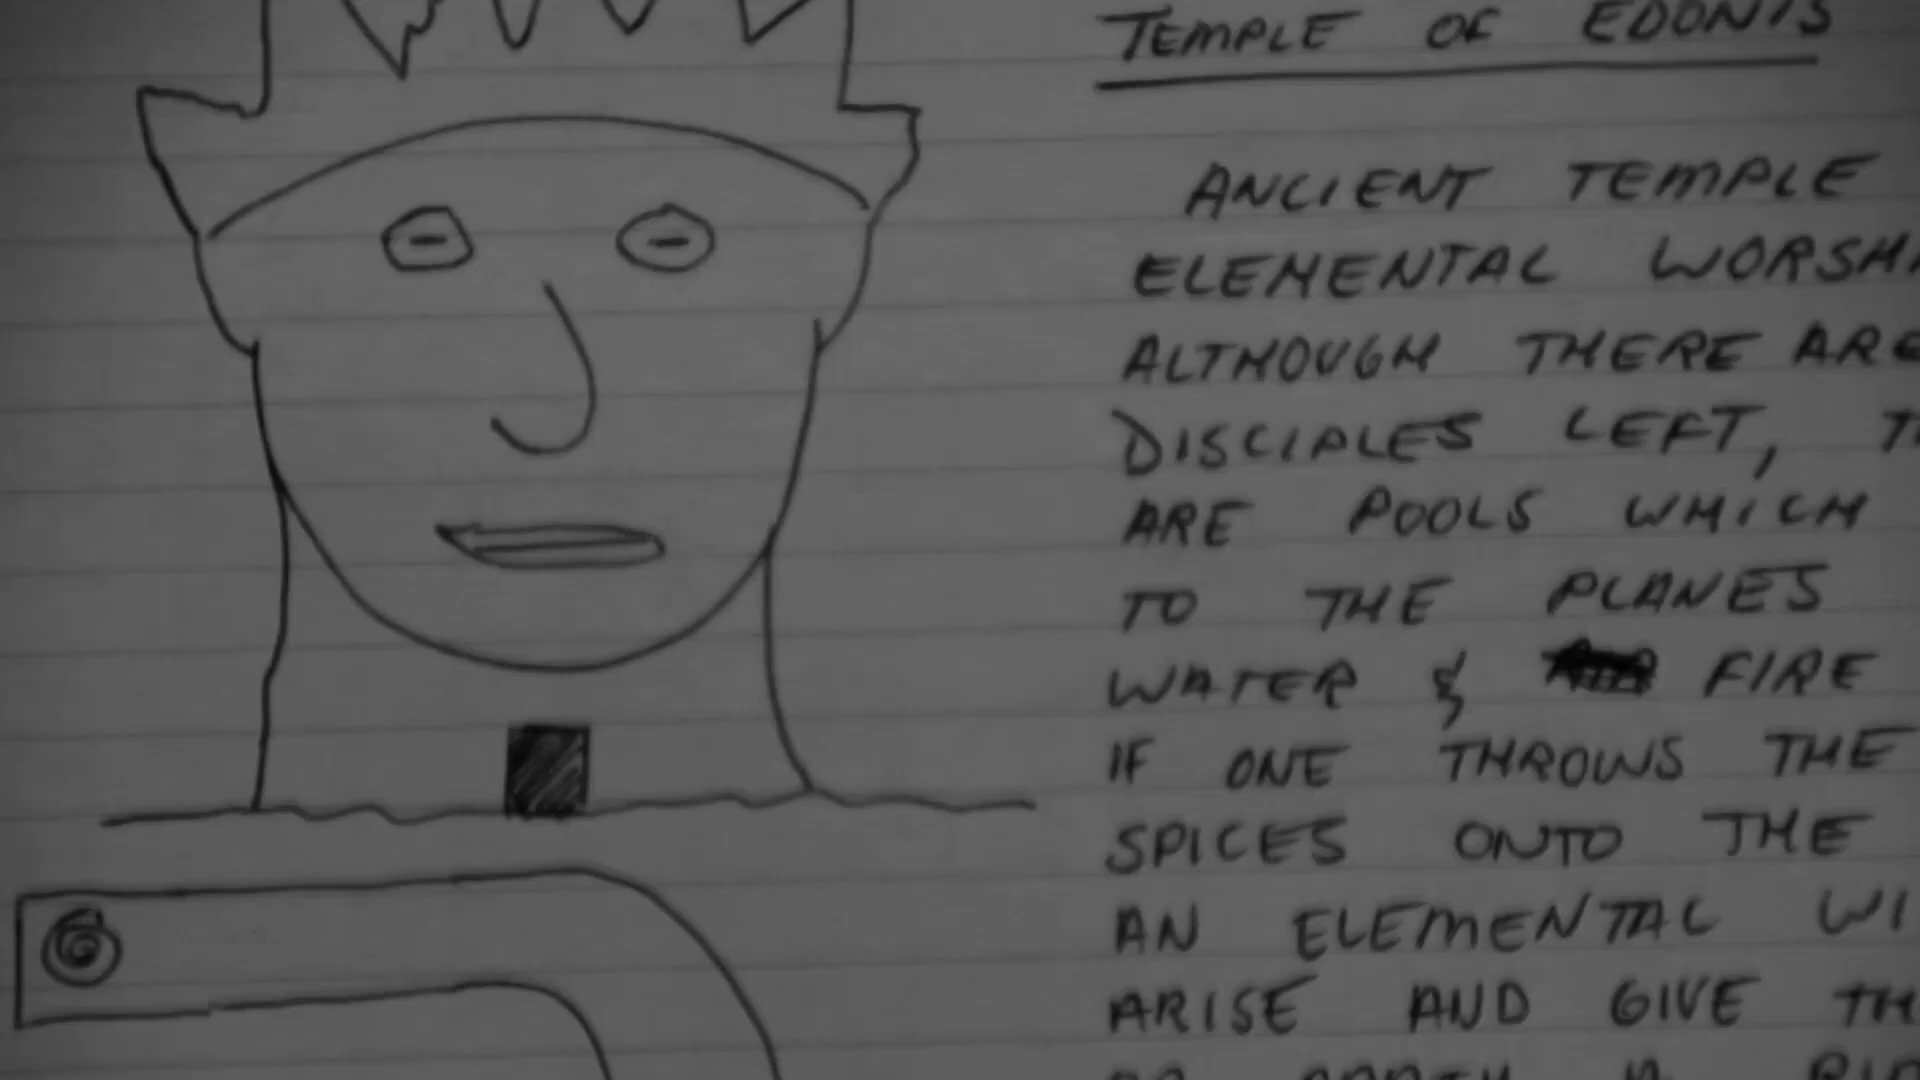 TEMPLE OF EDONIS
ANCIENT TEMPLE
ELEMENTAL
ALTHOUGH THERE ARE
DISCIPLES LEFT,
ARE POOLS WHICH
TO THE PLANES
WATER & FIRE
IF ONE THROWS THE
SPICES ONTO THE
AN ELEMENTAL
ARISE AND GIVE